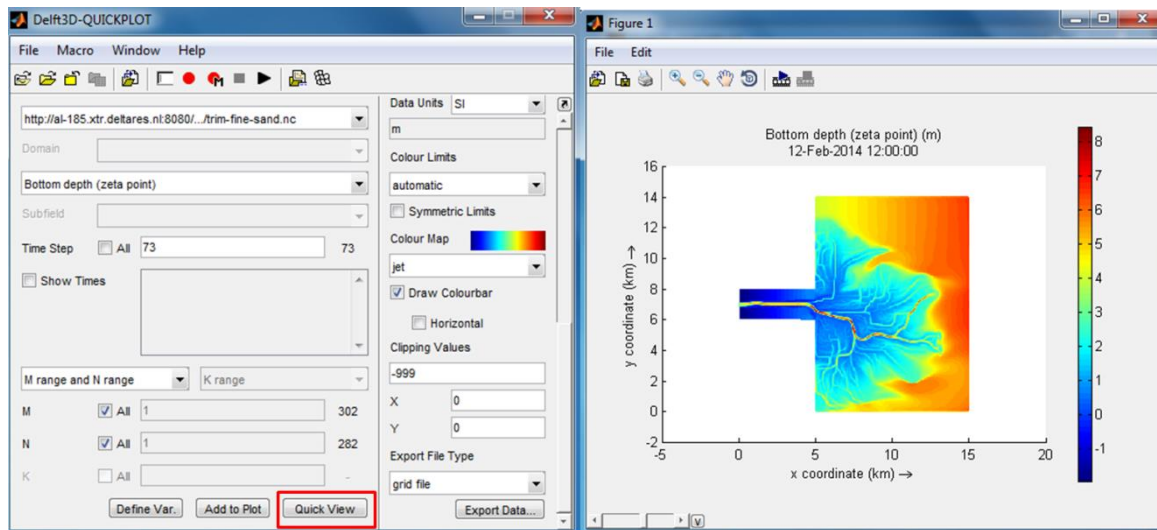 Delft3D-QUICKPLOT
File Macro Window Help
http://al-185.xtr.deltares.nl:8080/.../trim-fine-sand.nc
Domain
Bottom depth (zeta point)
Subfield
Time Step All 73 73
Show Times
M range and N range K range
M All 1 302
N All 1 282
K All -
Define Var. Add to Plot Quick View
Data Units SI
m
Colour Limits
automatic
Symmetric Limits
Colour Map
jet
Draw Colourbar
Horizontal
Clipping Values
-999
X 0
Y 0
Export File Type
grid file
Export Data...
Figure 1
File Edit
Bottom depth (zeta point) (m)
12-Feb-2014 12:00:00
16
14
12
10
8
6
4
2
0
-2
y coordinate (km) →
-5 0 5 10 15 20
x coordinate (km) →
8
7
6
5
4
3
2
1
0
-1
V